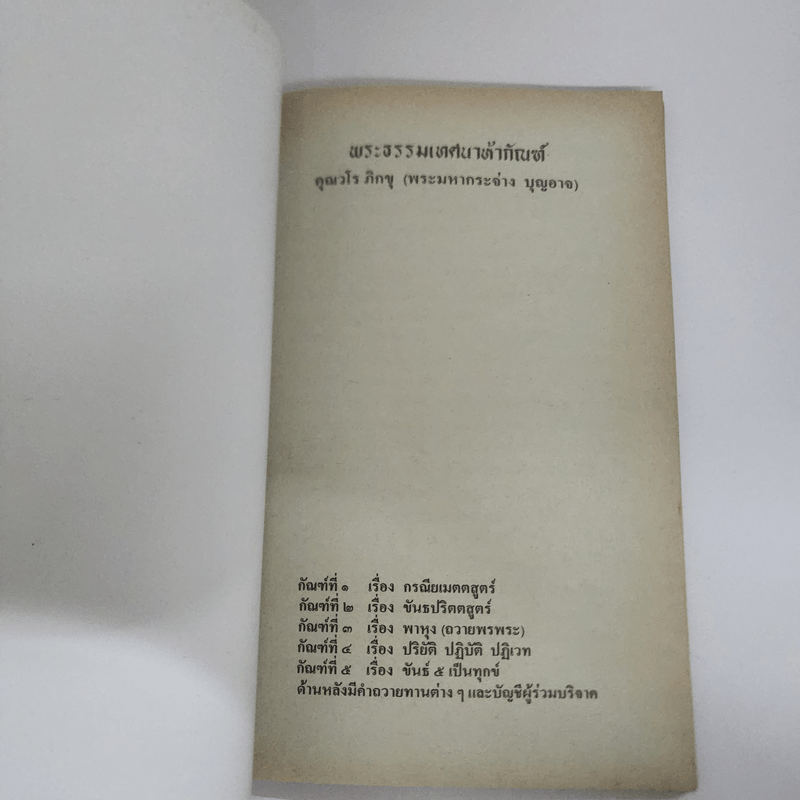 พระธรรมเทศนาห้ากัณฑ์
คุณวโร ภิกขุ (พระมหากระจ่าง บุญอาจ)
กัณฑ์ที่ ๑ เรื่อง กรณียเมตตสูตร์
กัณฑ์ที่ ๒ เรื่อง ขันธปริตตสูตร์
กัณฑ์ที่ ๓ เรื่อง พาหุง (ถวายพรพระ)
กัณฑ์ที่ ๔ เรื่อง ปริยัติ ปฏิบัติ ปฏิเวท
กัณฑ์ที่ ๕ เรื่อง ขันธ์ ๕ เป็นทุกข์
ด้านหลังมีคำถวายทานต่าง ๆ และบัญชีผู้ร่วมบริจาค